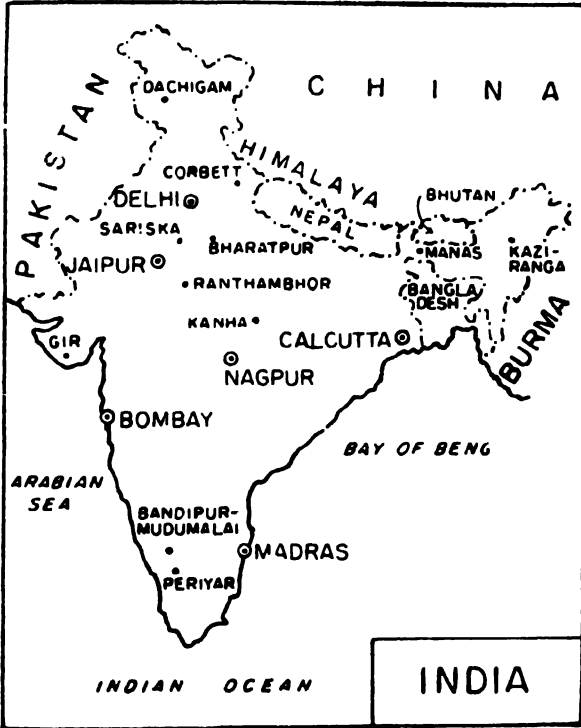 DACHIGAM
CHINA
PAKISTAN
HIMALAYA
CORBETT
DELHI
NEPAL
BHUTAN
SARISKA
BHARATPUR
MANAS
KAZI-
RANGA
JAIPUR
RANTHAMBHOR
BANGLA
DESH
KANHA
CALCUTTA
BURMA
GIR
NAGPUR
BOMBAY
BAY OF BENG
ARABIAN
SEA
BANDIPUR-
MUDUMALAI
MADRAS
PERIYAR
INDIAN OCEAN
INDIA